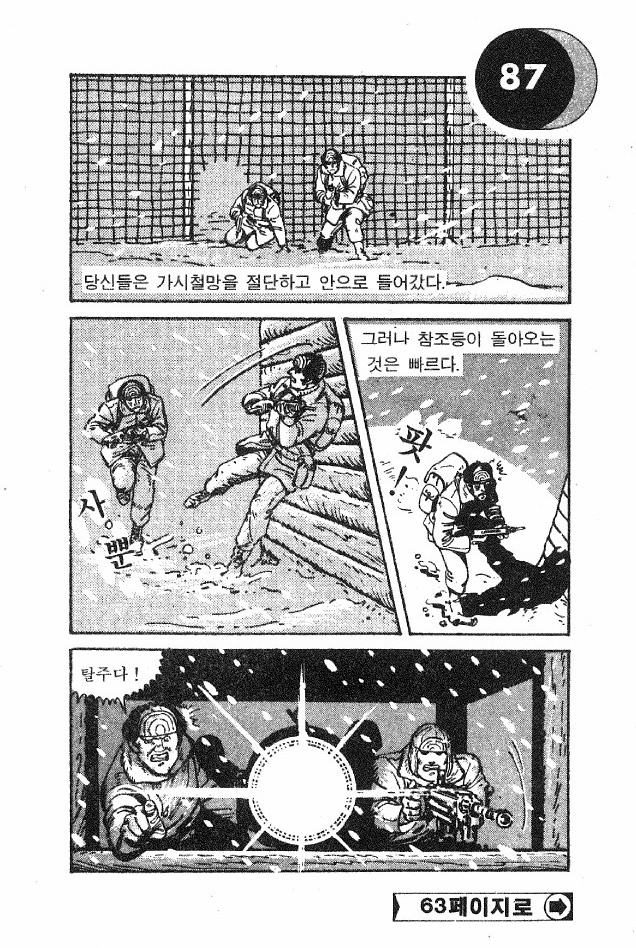 87
당신들은 가시철망을 절단하고 안으로 들어갔다.
사
뿐
그러나 참조등이 돌아오는
것은 빠르다.
팟
!
탈주다!
63페이지로